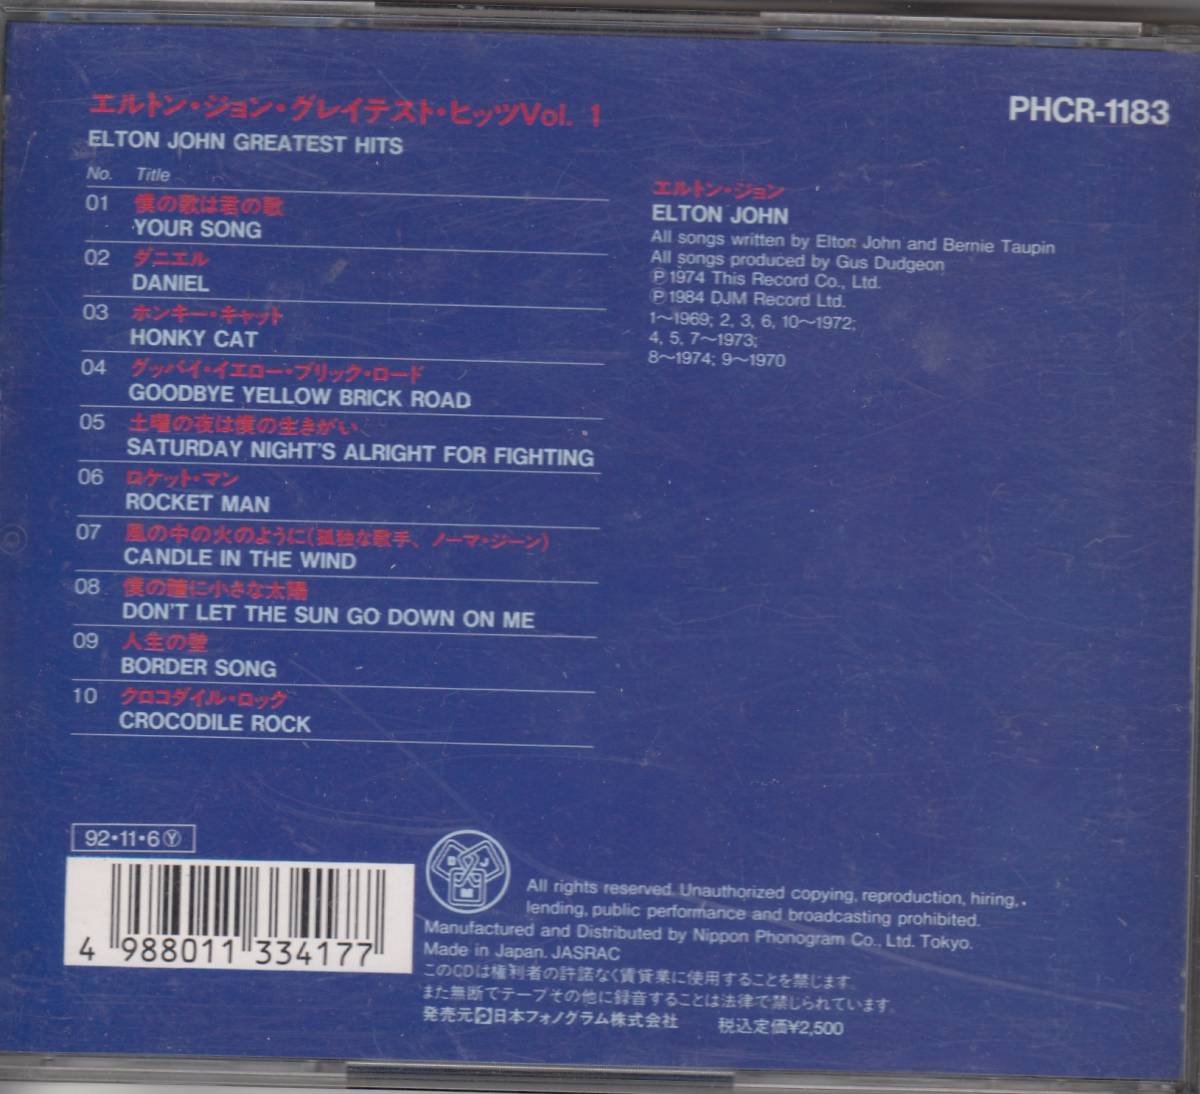 エルトン・ジョン・グレイテスト・ヒッツVol. 1
ELTON JOHN GREATEST HITS
No. Title
01 僕の歌は君の歌
YOUR SONG
02 ダニエル
DANIEL
03 ホンキー・キャット
HONKY CAT
04 グッバイ・イエロー・ブリック・ロード
GOODBYE YELLOW BRICK ROAD
05 土曜の夜は僕の生きがい
SATURDAY NIGHT'S ALRIGHT FOR FIGHTING
06 ロケット・マン
ROCKET MAN
07 風の中の火のように(孤独な歌手、ノーマ・ジーン)
CANDLE IN THE WIND
08 僕の瞳に小さな太陽
DON'T LET THE SUN GO DOWN ON ME
09 人生の壁
BORDER SONG
10 クロコダイル・ロック
CROCODILE ROCK
PHCR-1183
エルトン・ジョン
ELTON JOHN
All songs written by Elton John and Bernie Taupin
All songs produced by Gus Dudgeon
Ⓟ1974 This Record Co., Ltd.
Ⓟ1984 DJM Record Ltd.
1〜1969; 2, 3, 6, 10〜1972;
4, 5, 7〜1973;
8〜1974; 9〜1970
92・11・6Ⓨ
4 988011 334177
DJM
All rights reserved. Unauthorized copying, reproduction, hiring,
lending, public performance and broadcasting prohibited.
Manufactured and Distributed by Nippon Phonogram Co., Ltd. Tokyo.
Made in Japan. JASRAC
このCDは権利者の許諾なく賃貸業に使用することを禁じます。
また無断でテープその他に録音することは法律で禁じられています。
発売元 日本フォノグラム株式会社 税込定価¥2,500